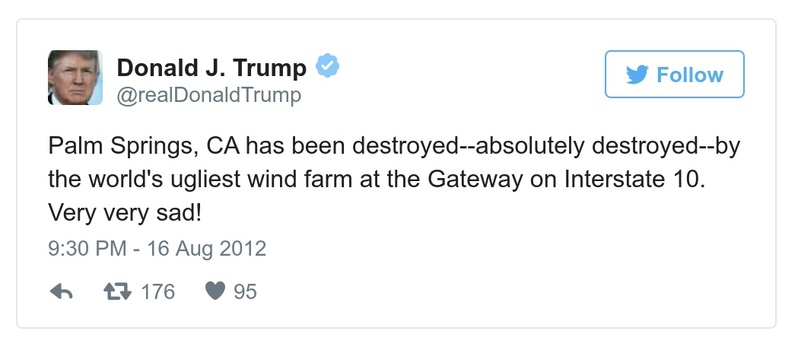 Donald J. Trump
@realDonaldTrump
Follow
Palm Springs, CA has been destroyed--absolutely destroyed--by
the world's ugliest wind farm at the Gateway on Interstate 10.
Very very sad!
9:30 PM - 16 Aug 2012
176 95